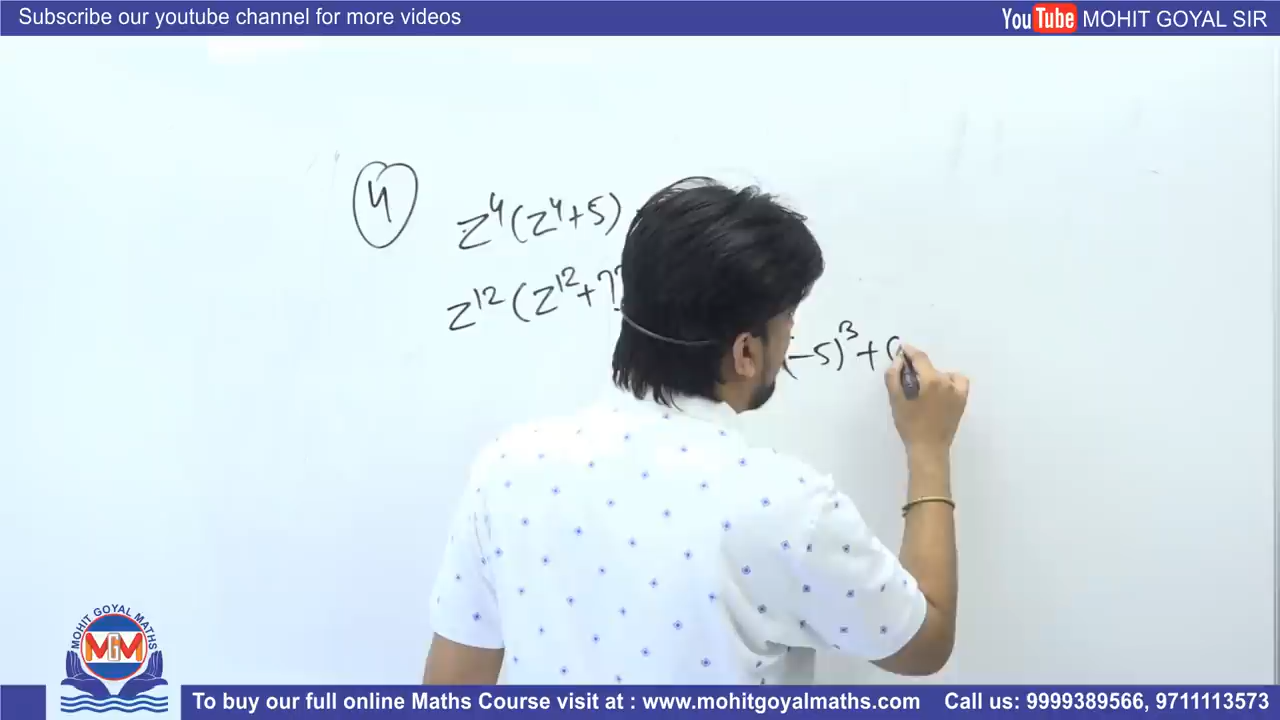 Subscribe our youtube channel for more videos
YouTube MOHIT GOYAL SIR
4
z⁴(z⁴+5)
z¹²(z¹²+??
(-5)³+(
MOHIT GOYAL MATHS
MGM
To buy our full online Maths Course visit at : www.mohitgoyalmaths.com Call us: 9999389566, 9711113573